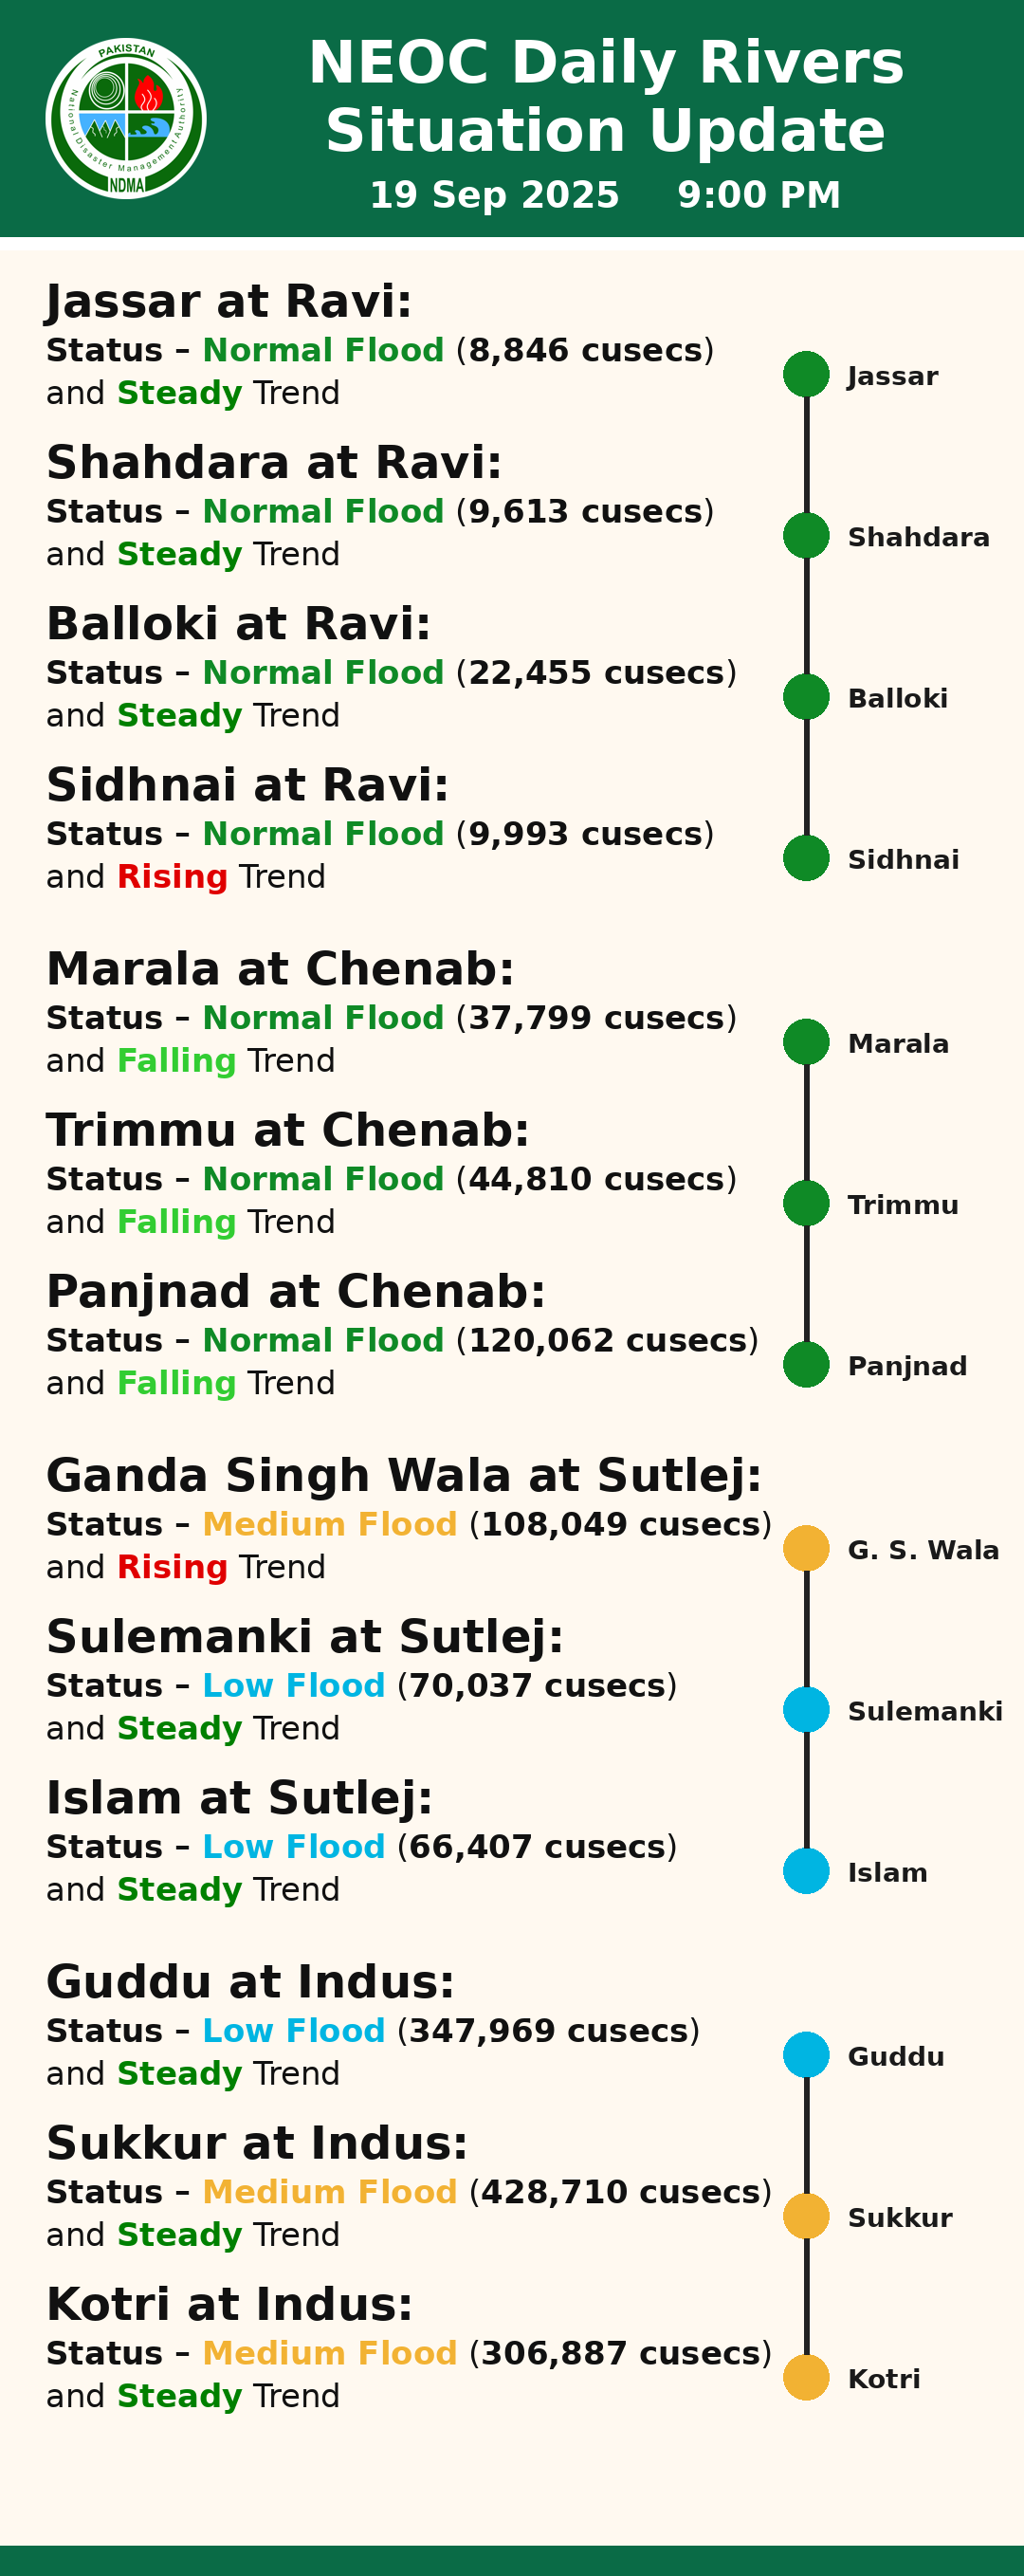 PAKISTAN
National Disaster Management Authority
NDMA
NEOC Daily Rivers
Situation Update
19 Sep 2025 9:00 PM
Jassar at Ravi:
Status – Normal Flood (8,846 cusecs)
and Steady Trend
Jassar
Shahdara at Ravi:
Status – Normal Flood (9,613 cusecs)
and Steady Trend
Shahdara
Balloki at Ravi:
Status – Normal Flood (22,455 cusecs)
and Steady Trend
Balloki
Sidhnai at Ravi:
Status – Normal Flood (9,993 cusecs)
and Rising Trend
Sidhnai
Marala at Chenab:
Status – Normal Flood (37,799 cusecs)
and Falling Trend
Marala
Trimmu at Chenab:
Status – Normal Flood (44,810 cusecs)
and Falling Trend
Trimmu
Panjnad at Chenab:
Status – Normal Flood (120,062 cusecs)
and Falling Trend
Panjnad
Ganda Singh Wala at Sutlej:
Status – Medium Flood (108,049 cusecs)
and Rising Trend
G. S. Wala
Sulemanki at Sutlej:
Status – Low Flood (70,037 cusecs)
and Steady Trend
Sulemanki
Islam at Sutlej:
Status – Low Flood (66,407 cusecs)
and Steady Trend
Islam
Guddu at Indus:
Status – Low Flood (347,969 cusecs)
and Steady Trend
Guddu
Sukkur at Indus:
Status – Medium Flood (428,710 cusecs)
and Steady Trend
Sukkur
Kotri at Indus:
Status – Medium Flood (306,887 cusecs)
and Steady Trend
Kotri